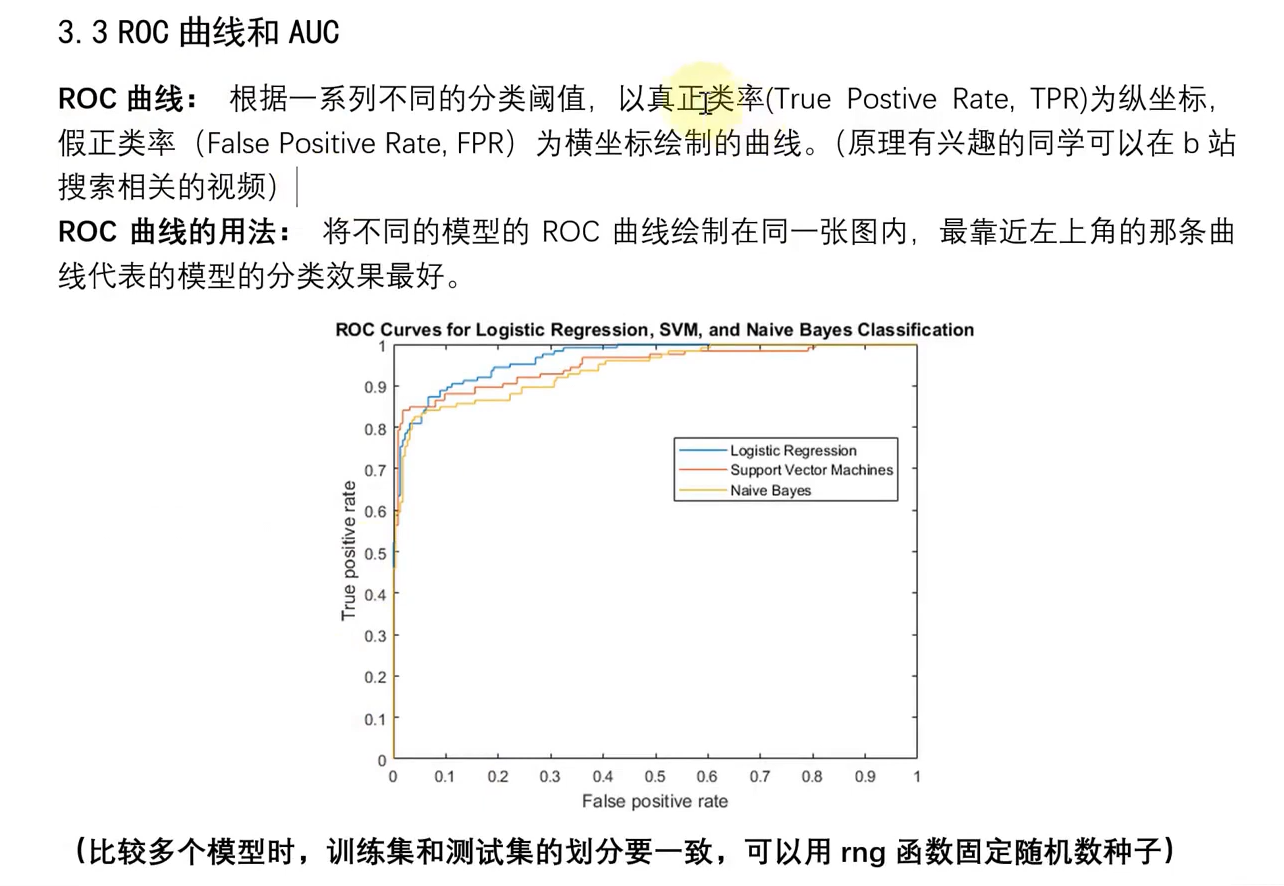 3.3 ROC 曲线和 AUC
ROC 曲线： 根据一系列不同的分类阈值，以真正类率(True Postive Rate, TPR)为纵坐标，
假正类率（False Positive Rate, FPR）为横坐标绘制的曲线。（原理有兴趣的同学可以在 b 站
搜索相关的视频）
ROC 曲线的用法： 将不同的模型的 ROC 曲线绘制在同一张图内，最靠近左上角的那条曲
线代表的模型的分类效果最好。
ROC Curves for Logistic Regression, SVM, and Naive Bayes Classification
1
0.9
0.8
0.7
0.6
0.5
0.4
0.3
0.2
0.1
0
True positive rate
Logistic Regression
Support Vector Machines
Naive Bayes
0 0.1 0.2 0.3 0.4 0.5 0.6 0.7 0.8 0.9 1
False positive rate
（比较多个模型时，训练集和测试集的划分要一致，可以用 rng 函数固定随机数种子）